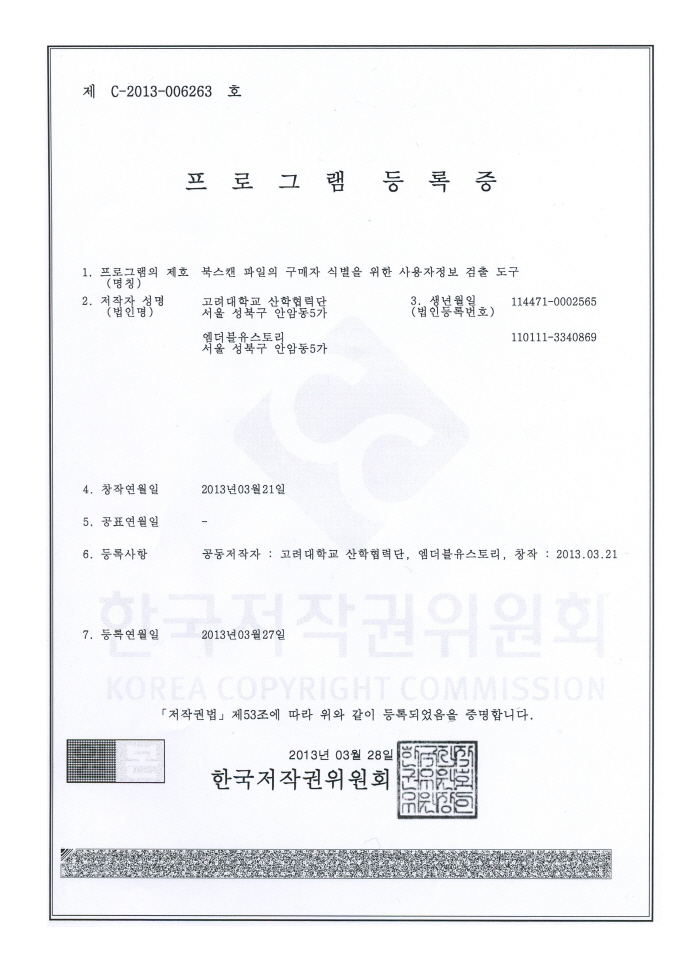 제 C-2013-006263 호
프 로 그 램 등 록 증
1. 프로그램의 제호 북스캔 파일의 구매자 식별을 위한 사용자정보 검출 도구
(명칭)
2. 저작자 성명 고려대학교 산학협력단 3. 생년월일 114471-0002565
(법인명) 서울 성북구 안암동5가 (법인등록번호)
엠더블유스토리 110111-3340869
서울 성북구 안암동5가
4. 창작연월일 2013년03월21일
5. 공표연월일 -
6. 등록사항 공동저작자 : 고려대학교 산학협력단, 엠더블유스토리, 창작 : 2013.03.21
한국저작권위원회
7. 등록연월일 2013년03월27일
KOREA COPYRIGHT COMMISSION
「저작권법」제53조에 따라 위와 같이 등록되었음을 증명합니다.
2013년 03월 28일
한국저작권위원회